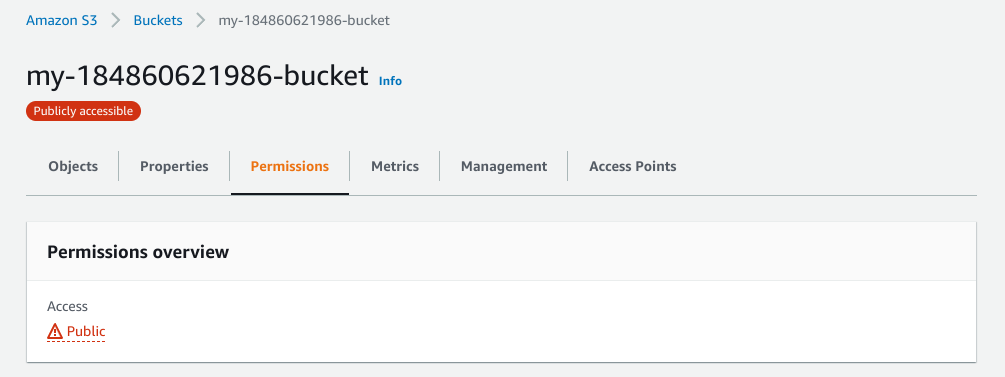 Amazon S3 > Buckets > my-184860621986-bucket
my-184860621986-bucket Info
Publicly accessible
Objects Properties Permissions Metrics Management Access Points
Permissions overview
Access
Public